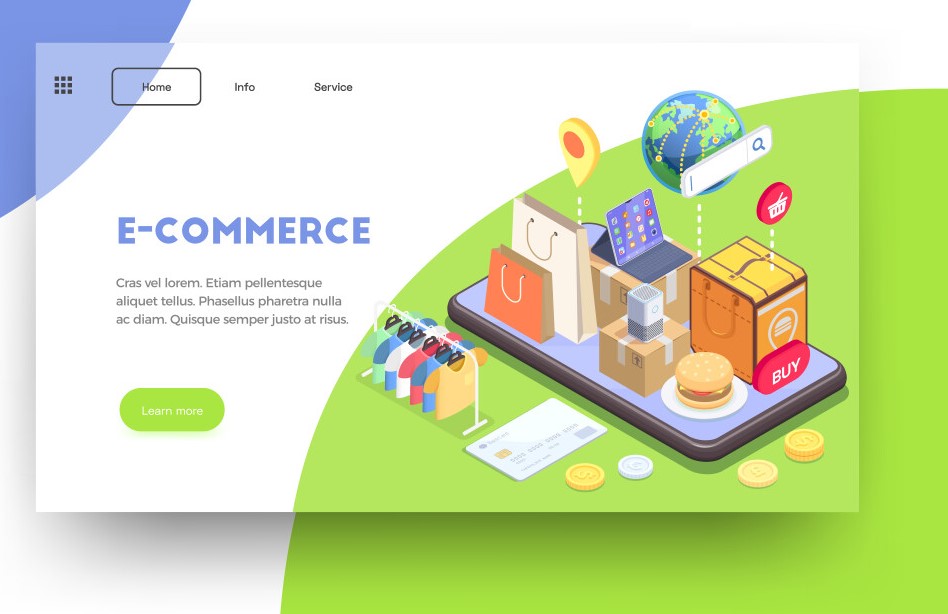 Home
Info
Service
E-COMMERCE
Cras vel lorem. Etiam pellentesque
aliquet tellus. Phasellus pharetra nulla
ac diam. Quisque semper justo at risus.
Learn more
BUY